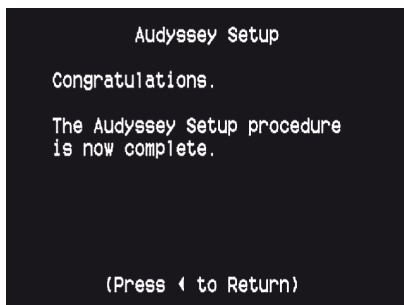 Audyssey Setup
Congratulations.
The Audyssey Setup procedure
is now complete.
(Press ◀ to Return)